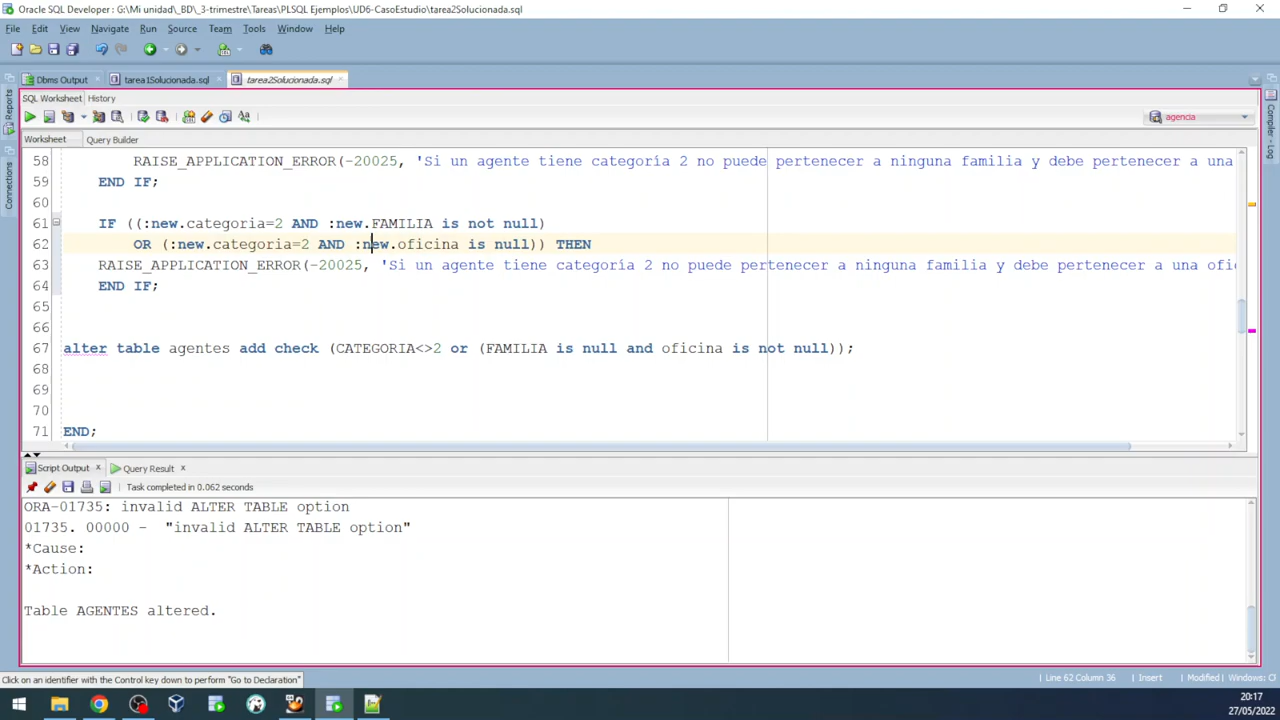 Oracle SQL Developer : G:\Mi unidad\_BD\_3-trimestre\Tareas\PLSQL Ejemplos\UD6-CasoEstudio\tarea2Solucionada.sql
File Edit View Navigate Run Source Team Tools Window Help
Dbms Output tarea1Solucionada.sql tarea2Solucionada.sql
SQL Worksheet History
agencia
Worksheet Query Builder
Reports
Connections
Compiler - Log
58 RAISE_APPLICATION_ERROR(-20025, 'Si un agente tiene categoría 2 no puede pertenecer a ninguna familia y debe pertenecer a una
59 END IF;
60
61 IF ((:new.categoria=2 AND :new.FAMILIA is not null)
62 OR (:new.categoria=2 AND :new.oficina is null)) THEN
63 RAISE_APPLICATION_ERROR(-20025, 'Si un agente tiene categoría 2 no puede pertenecer a ninguna familia y debe pertenecer a una ofi
64 END IF;
65
66
67 alter table agentes add check (CATEGORIA<>2 or (FAMILIA is null and oficina is not null));
68
69
70
71 END;
Script Output Query Result
Task completed in 0.062 seconds
ORA-01735: invalid ALTER TABLE option
01735. 00000 - "invalid ALTER TABLE option"
*Cause:
*Action:
Table AGENTES altered.
Click on an identifier with the Control key down to perform "Go to Declaration"
Line 62 Column 36 Insert Modified Windows: Cl
20:17
27/05/2022